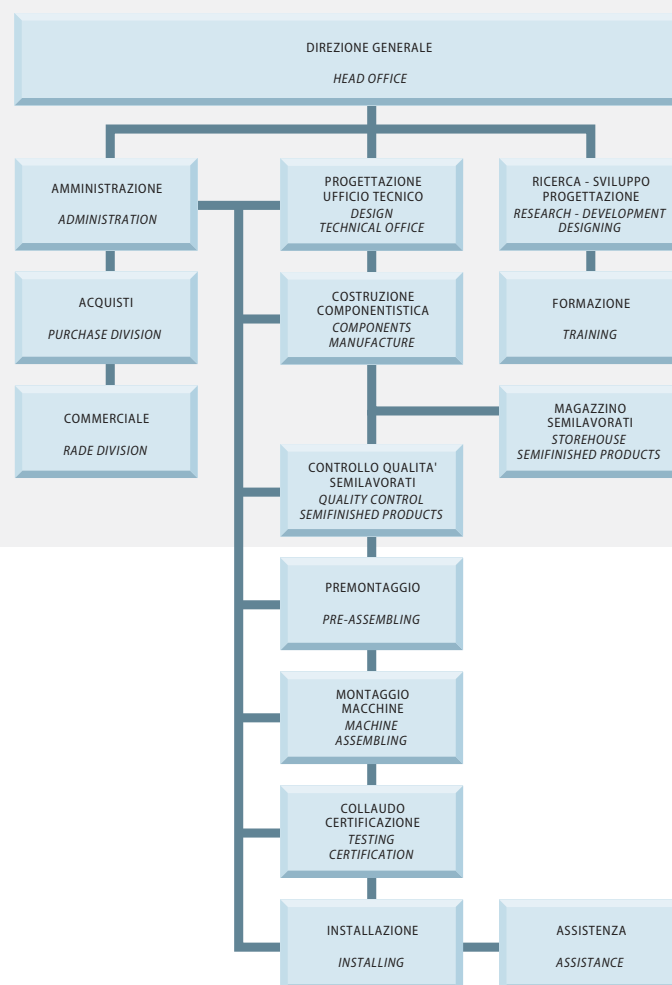 DIREZIONE GENERALE
HEAD OFFICE
AMMINISTRAZIONE
ADMINISTRATION
PROGETTAZIONE
UFFICIO TECNICO
DESIGN
TECHNICAL OFFICE
RICERCA - SVILUPPO
PROGETTAZIONE
RESEARCH - DEVELOPMENT
DESIGNING
ACQUISTI
PURCHASE DIVISION
COSTRUZIONE
COMPONENTISTICA
COMPONENTS
MANUFACTURE
FORMAZIONE
TRAINING
COMMERCIALE
RADE DIVISION
MAGAZZINO
SEMILAVORATI
STOREHOUSE
SEMIFINISHED PRODUCTS
CONTROLLO QUALITA'
SEMILAVORATI
QUALITY CONTROL
SEMIFINISHED PRODUCTS
PREMONTAGGIO
PRE-ASSEMBLING
MONTAGGIO
MACCHINE
MACHINE
ASSEMBLING
COLLAUDO
CERTIFICAZIONE
TESTING
CERTIFICATION
INSTALLAZIONE
INSTALLING
ASSISTENZA
ASSISTANCE